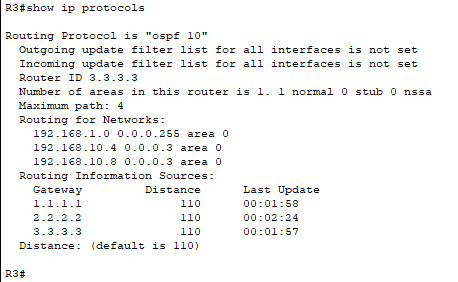 R3#show ip protocols
Routing Protocol is "ospf 10"
Outgoing update filter list for all interfaces is not set
Incoming update filter list for all interfaces is not set
Router ID 3.3.3.3
Number of areas in this router is 1. 1 normal 0 stub 0 nssa
Maximum path: 4
Routing for Networks:
192.168.1.0 0.0.0.255 area 0
192.168.10.4 0.0.0.3 area 0
192.168.10.8 0.0.0.3 area 0
Routing Information Sources:
Gateway Distance Last Update
1.1.1.1 110 00:01:58
2.2.2.2 110 00:02:24
3.3.3.3 110 00:01:57
Distance: (default is 110)
R3#